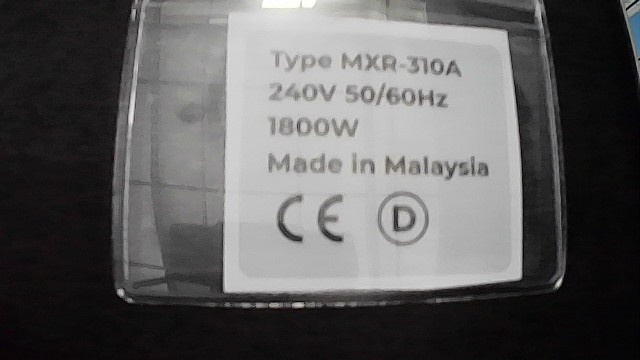 Type MXR-310A
240V 50/60Hz
1800W
Made in Malaysia
CE D